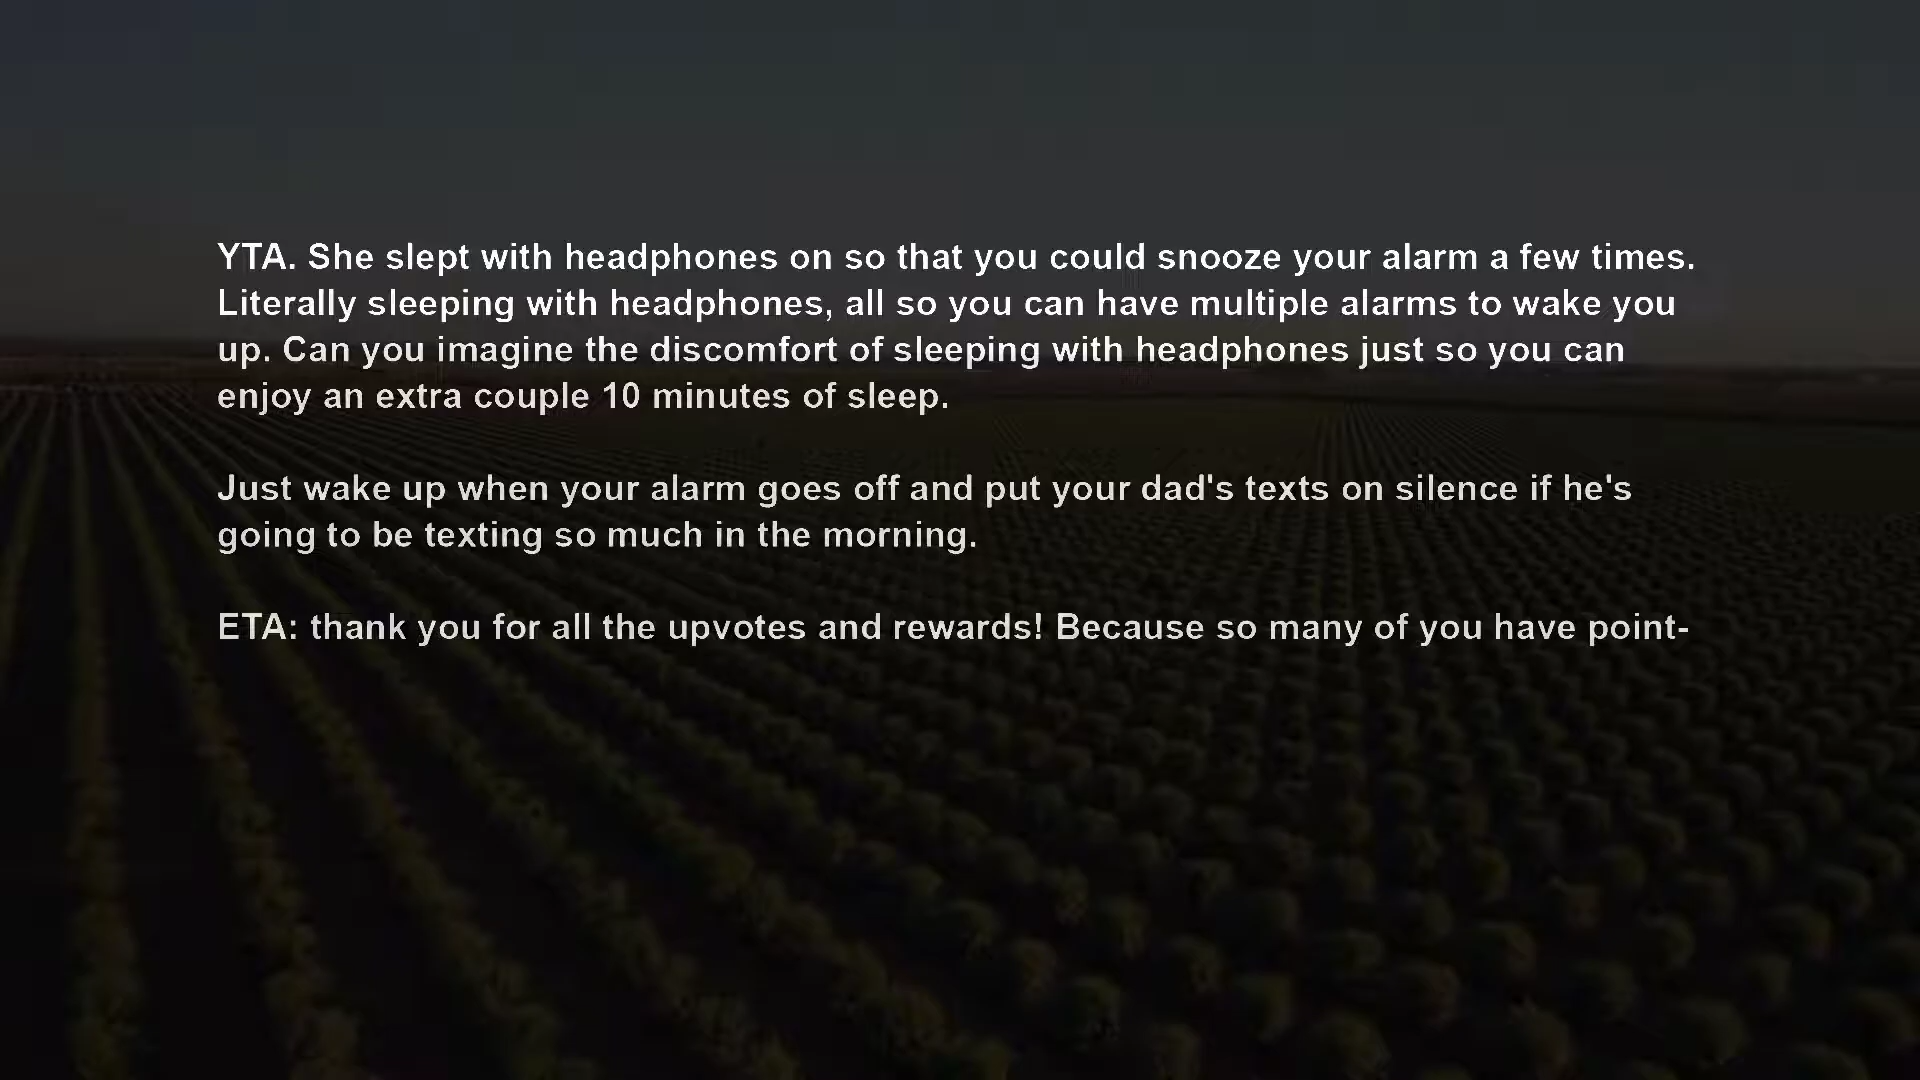 YTA. She slept with headphones on so that you could snooze your alarm a few times.
Literally sleeping with headphones, all so you can have multiple alarms to wake you
up. Can you imagine the discomfort of sleeping with headphones just so you can
enjoy an extra couple 10 minutes of sleep.
Just wake up when your alarm goes off and put your dad's texts on silence if he's
going to be texting so much in the morning.
ETA: thank you for all the upvotes and rewards! Because so many of you have point-